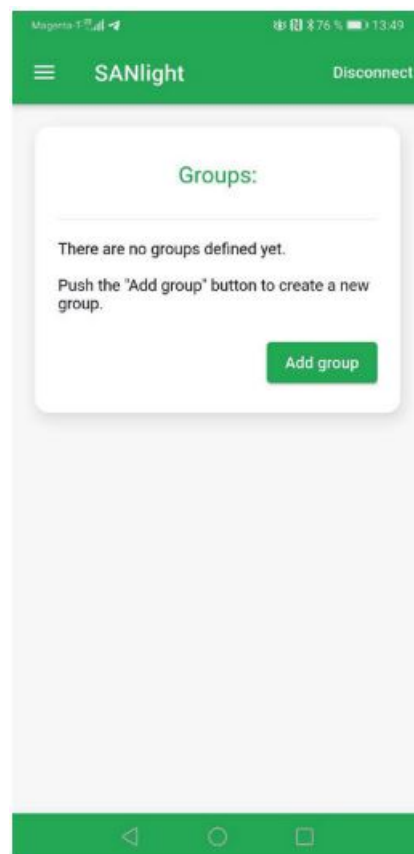 Magenta-T 76 % 13:49
SANlight Disconnect
Groups:
There are no groups defined yet.
Push the "Add group" button to create a new
group.
Add group